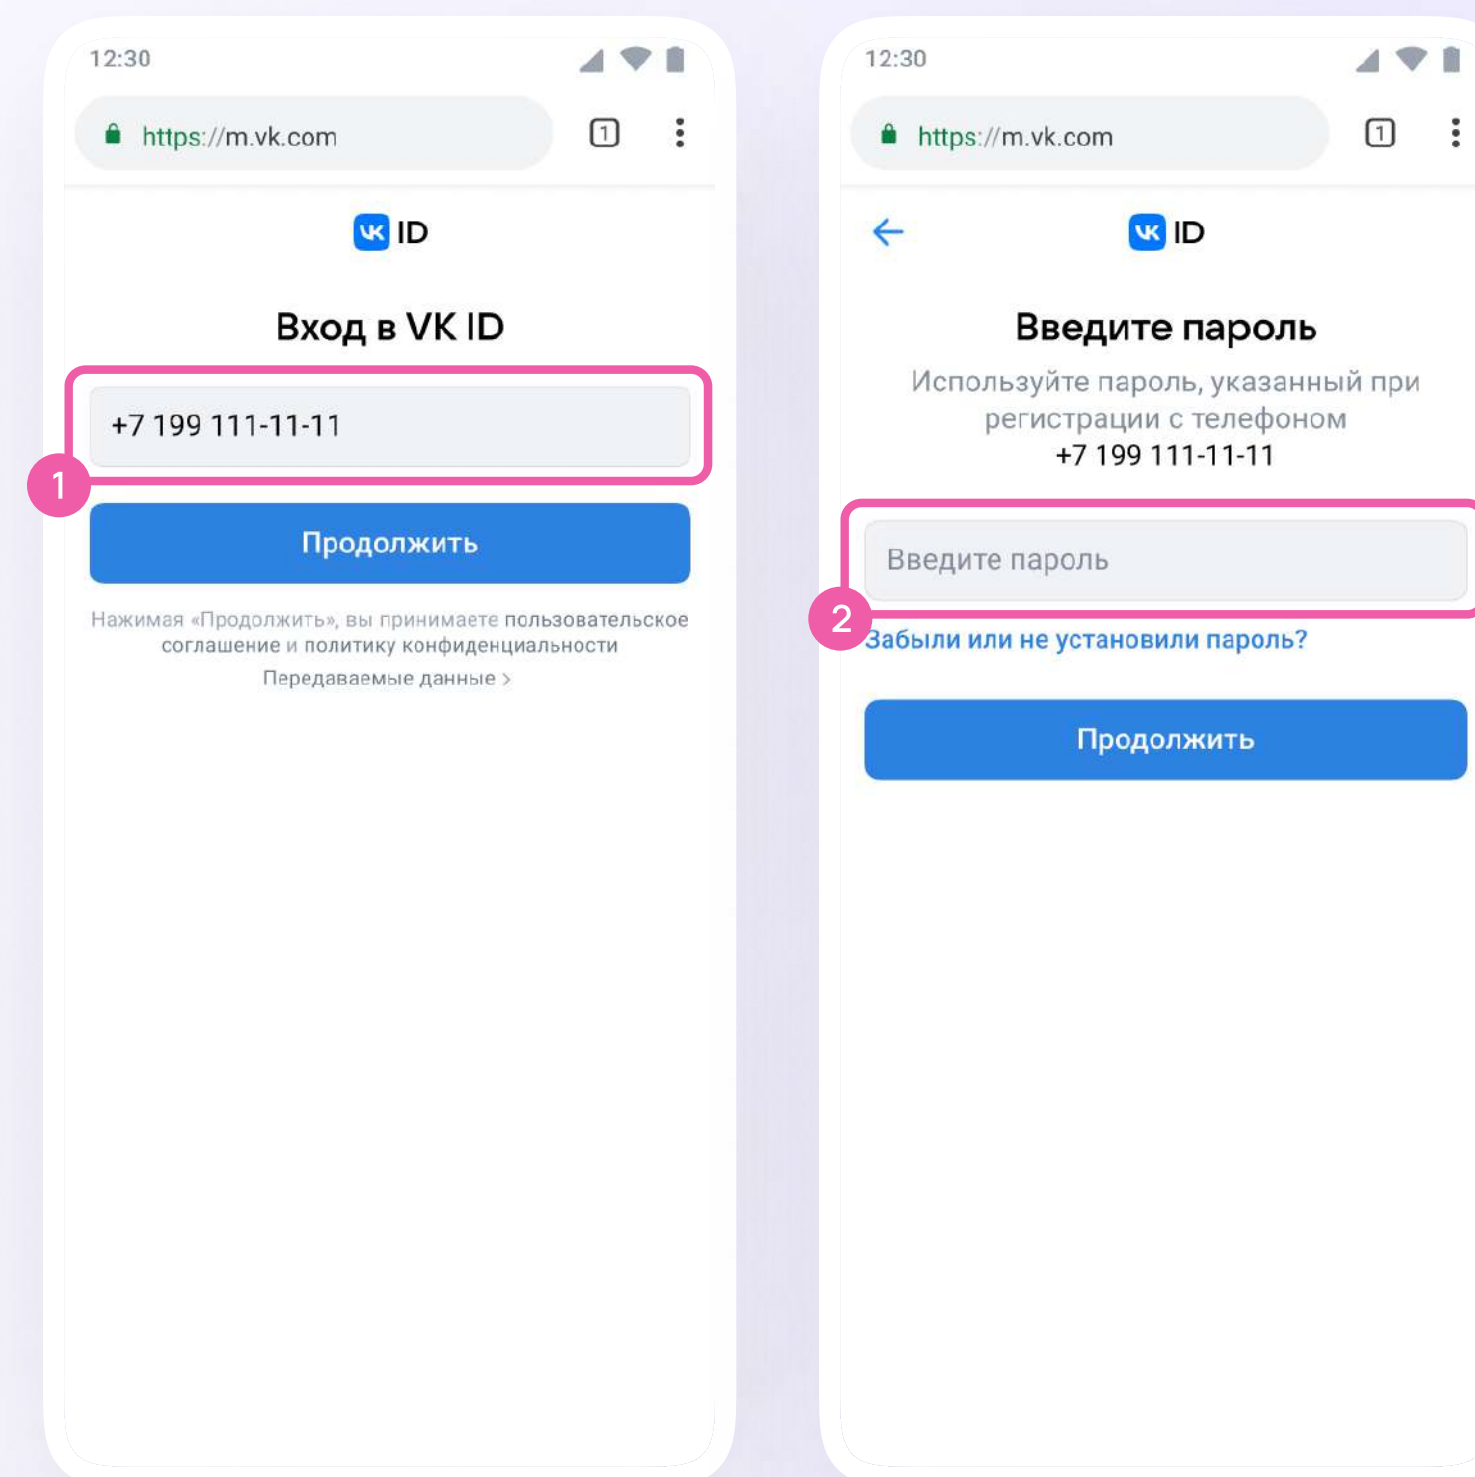 12:30
https://m.vk.com
1
VK ID
Вход в VK ID
+7 199 111-11-11
1
Продолжить
Нажимая «Продолжить», вы принимаете пользовательское
соглашение и политику конфиденциальности
Передаваемые данные >
12:30
https://m.vk.com
1
VK ID
Введите пароль
Используйте пароль, указанный при
регистрации с телефоном
+7 199 111-11-11
Введите пароль
2
Забыли или не установили пароль?
Продолжить